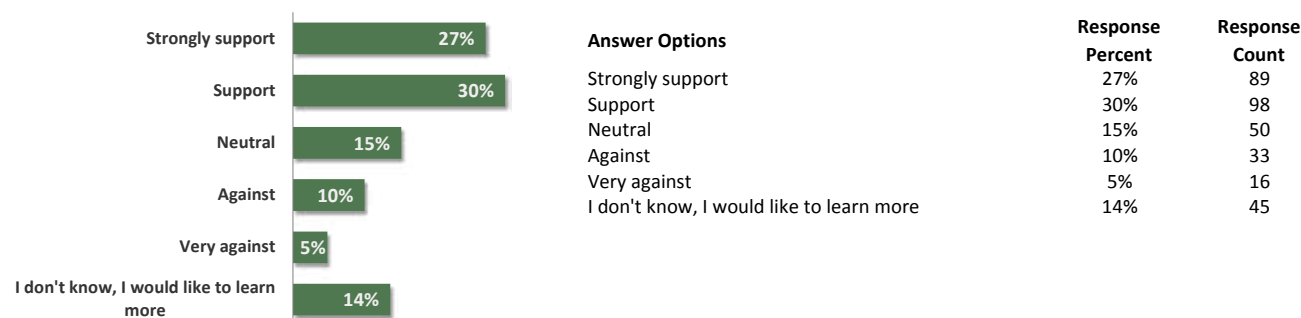 Strongly support 27%
Support 30%
Neutral 15%
Against 10%
Very against 5%
I don't know, I would like to learn
more
14%
Answer Options Response Percent Response Count
Strongly support 27% 89
Support 30% 98
Neutral 15% 50
Against 10% 33
Very against 5% 16
I don't know, I would like to learn more 14% 45